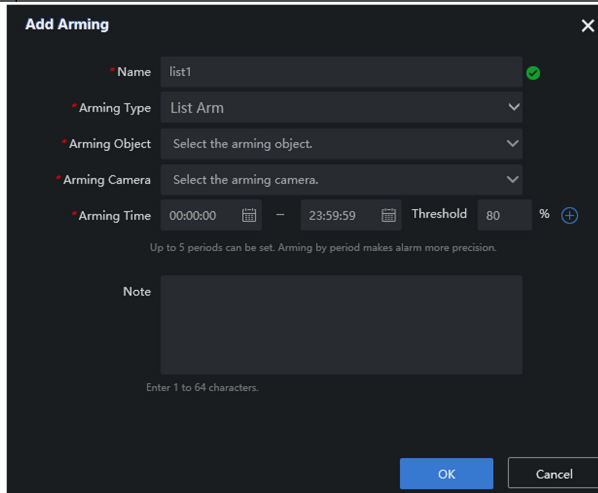 Add Arming
* Name list1
* Arming Type List Arm
* Arming Object Select the arming object.
* Arming Camera Select the arming camera.
* Arming Time 00:00:00 – 23:59:59 Threshold 80 %
Up to 5 periods can be set. Arming by period makes alarm more precision.
Note
Enter 1 to 64 characters.
OK Cancel